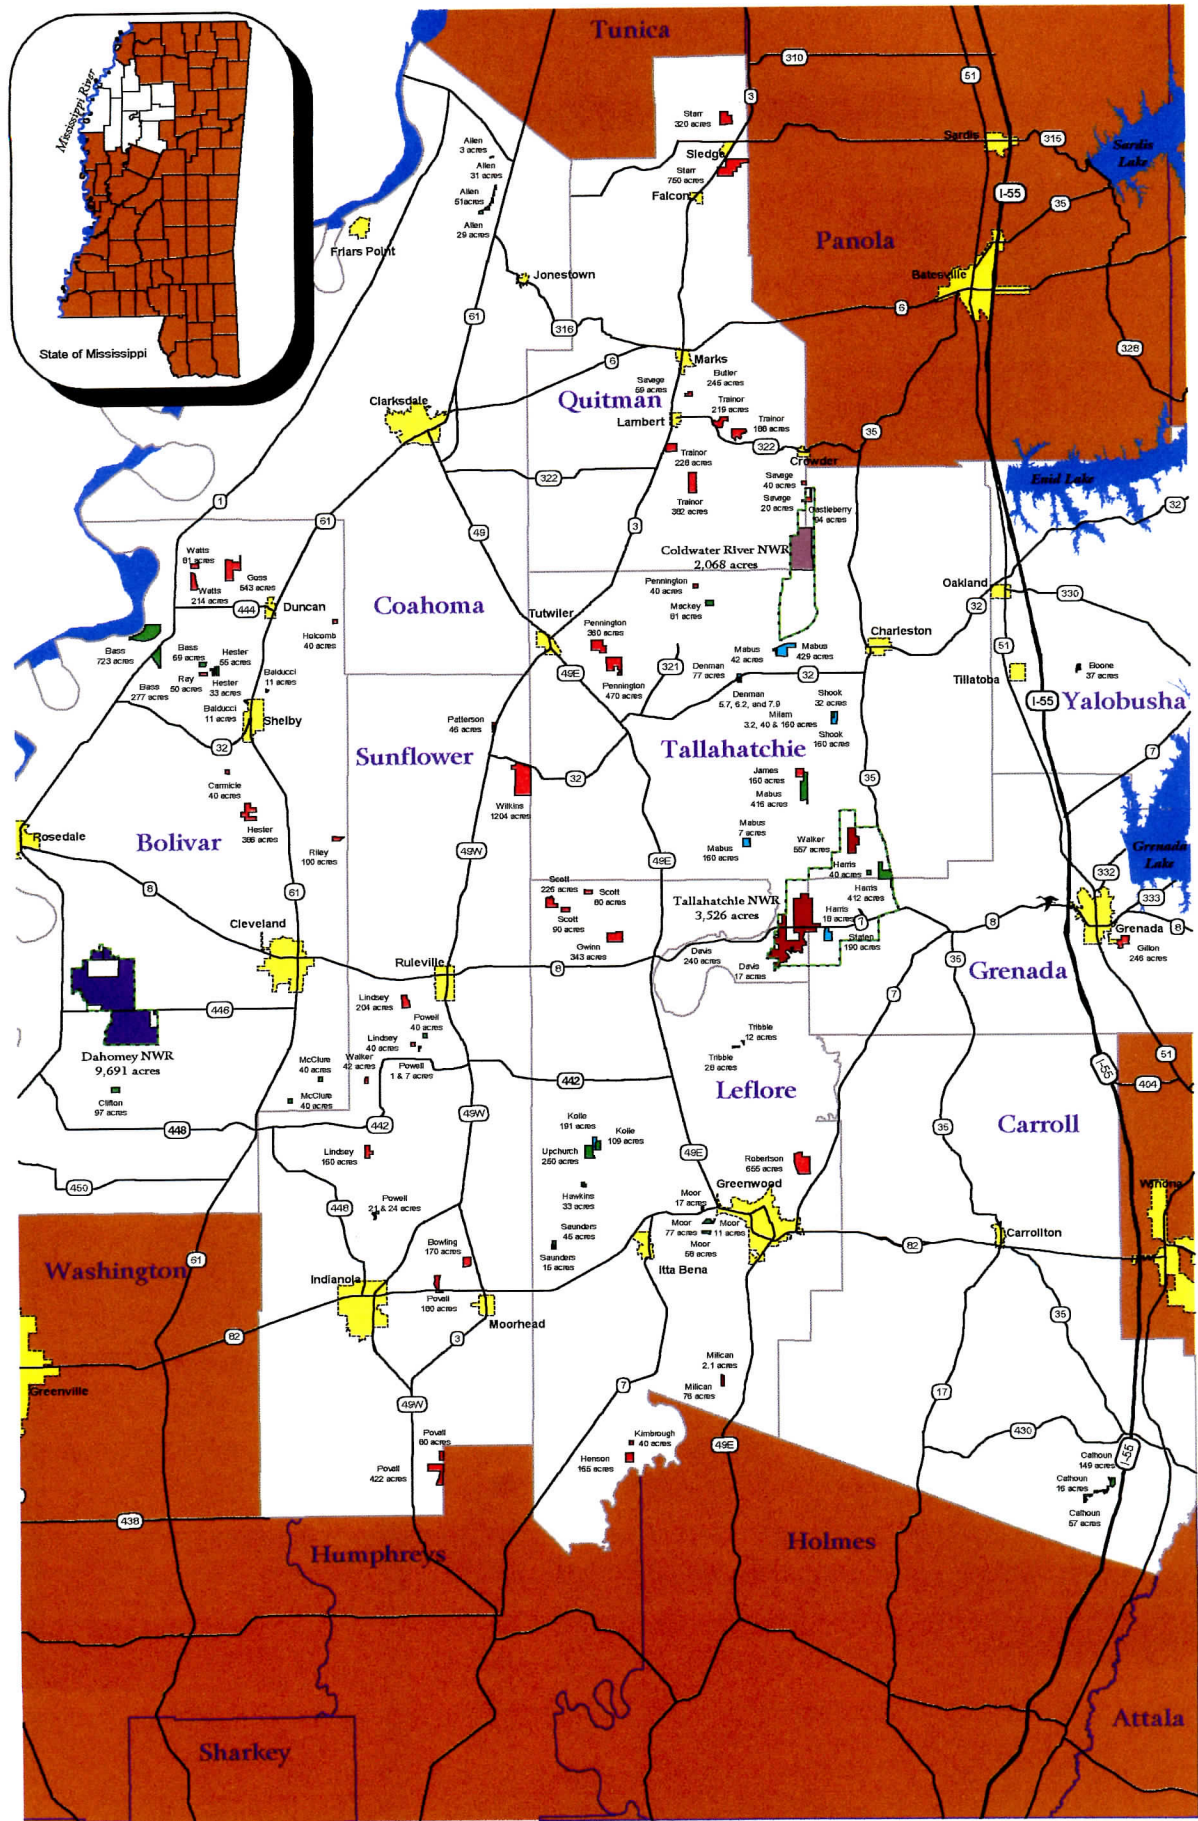 Mississippi River
State of Mississippi
Tunica
310
51
3
Starr
320 acres
Sledge
Starr
750 acres
Falcon
Sardis
315
Sardis
Lake
I-55
35
Panola
Batesville
6
328
Allen
3 acres
Allen
31 acres
Allen
51 acres
Allen
29 acres
Friars Point
Jonestown
61
316
6
Marks
Quitman
Savage
59 acres
Butler
245 acres
Lambert
Trainor
219 acres
Trainor
188 acres
322
Crowder
35
Clarksdale
322
Trainor
228 acres
Trainor
382 acres
Savage
40 acres
Savage
20 acres
Castleberry
94 acres
Enid Lake
32
1
61
49
3
Coldwater River NWR
2,068 acres
Watts
81 acres
Goss
543 acres
Watts
214 acres
444
Duncan
Coahoma
Tutwiler
Pennington
40 acres
Mackey
81 acres
Oakland
330
32
Charleston
51
Holcomb
40 acres
Bass
723 acres
Bass
69 acres
Hester
55 acres
Ray
50 acres
Hester
33 acres
Bass
277 acres
Balducci
11 acres
Balducci
11 acres
Shelby
32
Pennington
360 acres
49E
Pennington
470 acres
321
Denman
77 acres
Mabus
42 acres
Mabus
429 acres
32
Denman
5.7, 6.2, and 7.9
Milam
3.2, 40 & 160 acres
Shook
32 acres
Shook
160 acres
Tillatoba
Boone
37 acres
I-55
Yalobusha
7
Patterson
46 acres
Sunflower
Tallahatchie
32
Wilkins
1204 acres
Carmicle
40 acres
Hester
386 acres
Rosedale
Bolivar
Riley
100 acres
James
160 acres
Mabus
416 acres
35
Mabus
7 acres
Mabus
160 acres
Walker
557 acres
Harris
40 acres
Harris
412 acres
Grenada
Lake
332
333
49W
49E
8
61
Scott
226 acres
Scott
80 acres
Scott
90 acres
Gwinn
343 acres
Tallahatchie NWR
3,526 acres
Harris
18 acres
7
Staten
190 acres
Davis
240 acres
Davis
17 acres
8
Grenada
8
Gillon
246 acres
Cleveland
Ruleville
8
35
Grenada
7
446
Lindsey
204 acres
Powell
40 acres
Lindsey
40 acres
Powell
1 & 7 acres
Dahomey NWR
9,691 acres
Clifton
97 acres
McClure
40 acres
Walker
42 acres
McClure
40 acres
Tribble
12 acres
Tribble
28 acres
Leflore
51
I-55
404
442
Carroll
448
442
49W
35
Kolle
191 acres
Kolle
109 acres
Upchurch
250 acres
49E
Lindsey
160 acres
Robertson
655 acres
450
448
Powell
21 & 24 acres
Hawkins
33 acres
Moor
17 acres
Greenwood
Winona
Moor
77 acres
Moor
11 acres
Moor
58 acres
Saunders
45 acres
Saunders
15 acres
82
Carrollton
Washington
61
Bowling
170 acres
Itta Bena
Indianola
Povall
180 acres
Moorhead
35
82
3
Greenville
Milican
2.1 acres
Milican
76 acres
7
17
49W
Povall
60 acres
Povall
422 acres
Kimbrough
40 acres
Henson
165 acres
49E
430
I-55
Calhoun
149 acres
Calhoun
16 acres
Calhoun
57 acres
438
Humphreys
Holmes
Sharkey
Attala